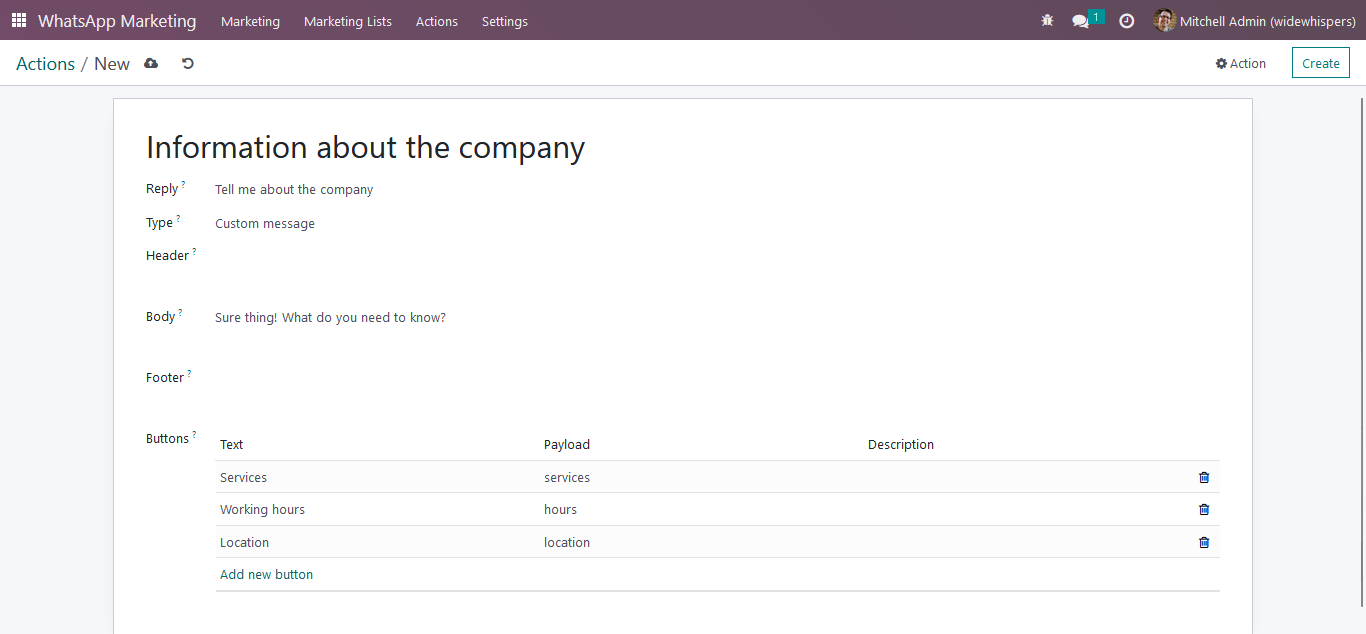 WhatsApp Marketing Marketing Marketing Lists Actions Settings 1 Mitchell Admin (widewhispers)
Actions / New Action Create
Information about the company
Reply ? Tell me about the company
Type ? Custom message
Header ?
Body ? Sure thing! What do you need to know?
Footer ?
Buttons ? Text Payload Description
Services services
Working hours hours
Location location
Add new button